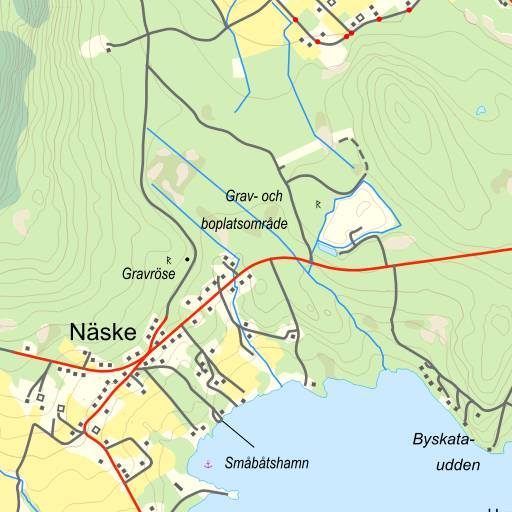 Grav- och
boplatsområde
R
Gravröse
R
Näske
Byskata-
udden
Småbåtshamn